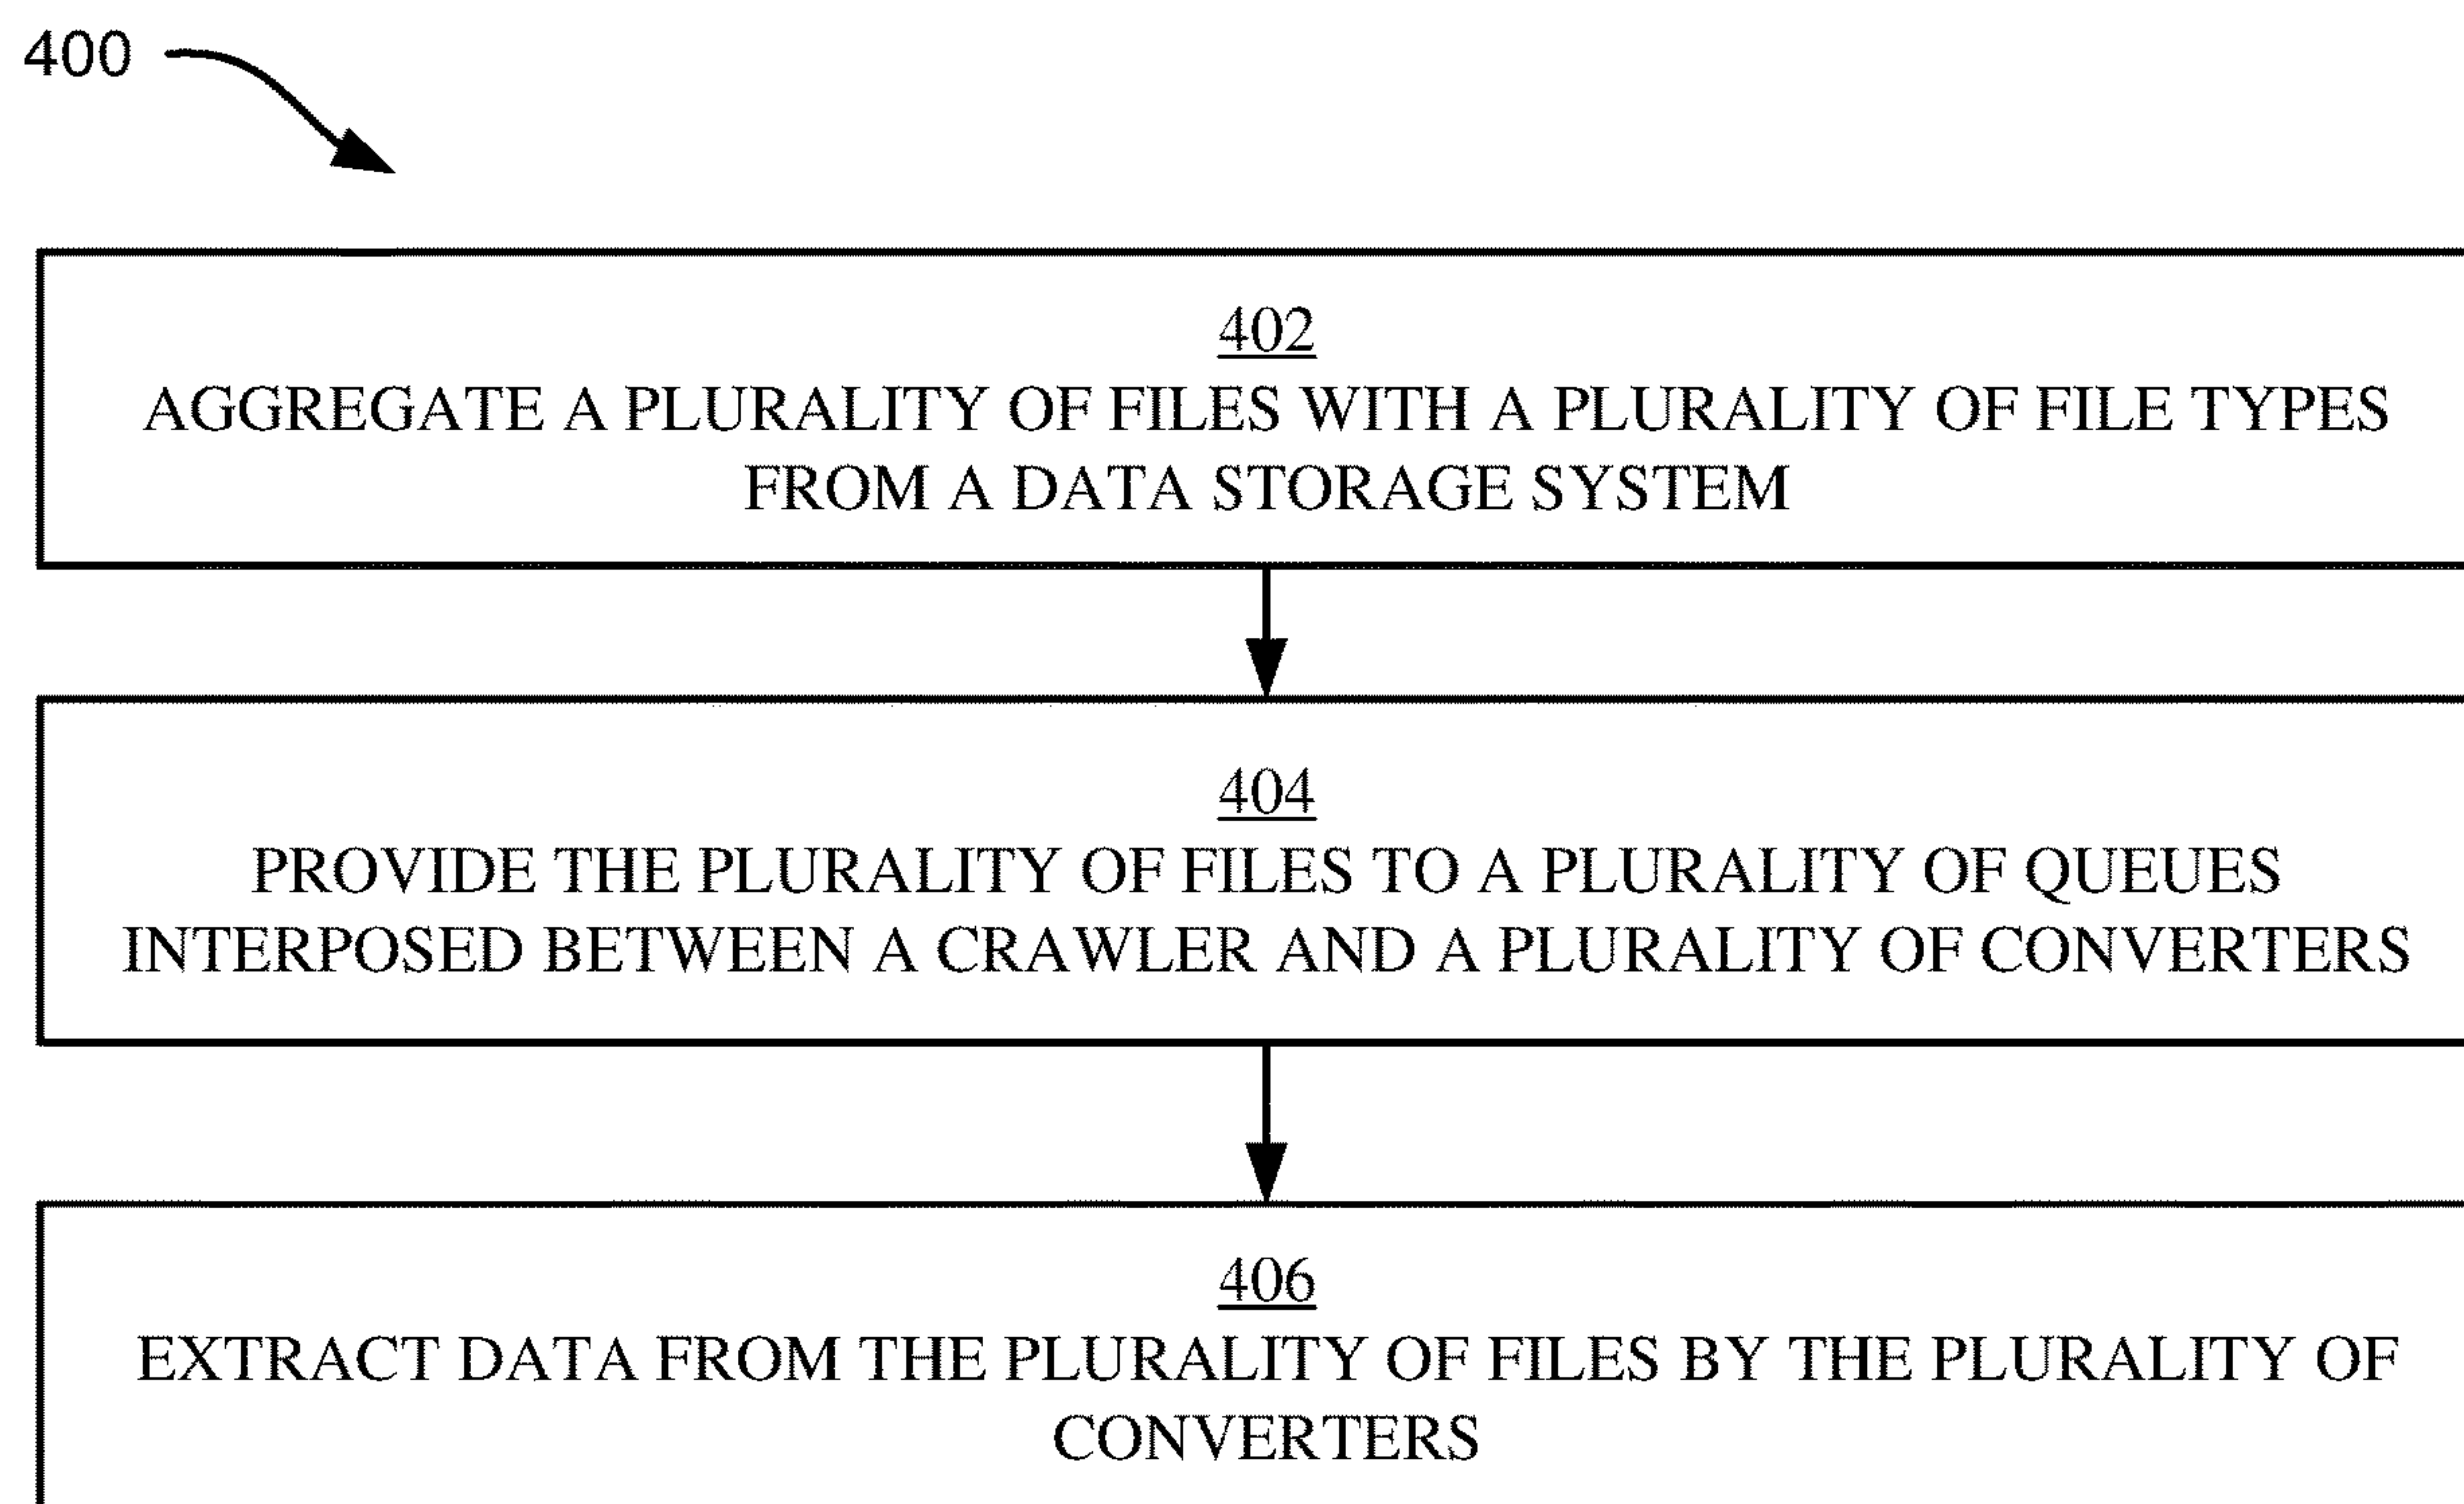 400
402
AGGREGATE A PLURALITY OF FILES WITH A PLURALITY OF FILE TYPES
FROM A DATA STORAGE SYSTEM
404
PROVIDE THE PLURALITY OF FILES TO A PLURALITY OF QUEUES
INTERPOSED BETWEEN A CRAWLER AND A PLURALITY OF CONVERTERS
406
EXTRACT DATA FROM THE PLURALITY OF FILES BY THE PLURALITY OF
CONVERTERS